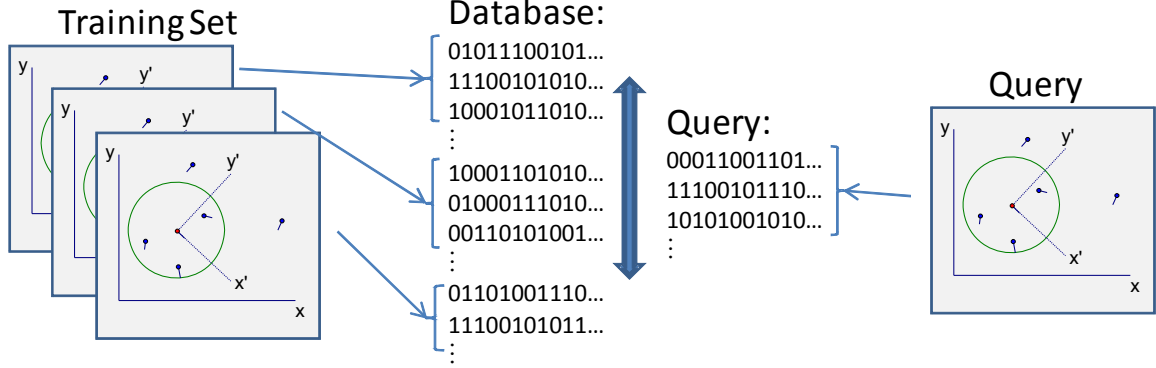 Training Set
y
y'
y
y'
y
y'
x'
x
Database:
01011100101...
11100101010...
10001011010...
⋮
10001101010...
01000111010...
00110101001...
⋮
01101001110...
11100101011...
⋮
Query:
00011001101...
11100101110...
10101001010...
⋮
Query
y
y'
x'
x